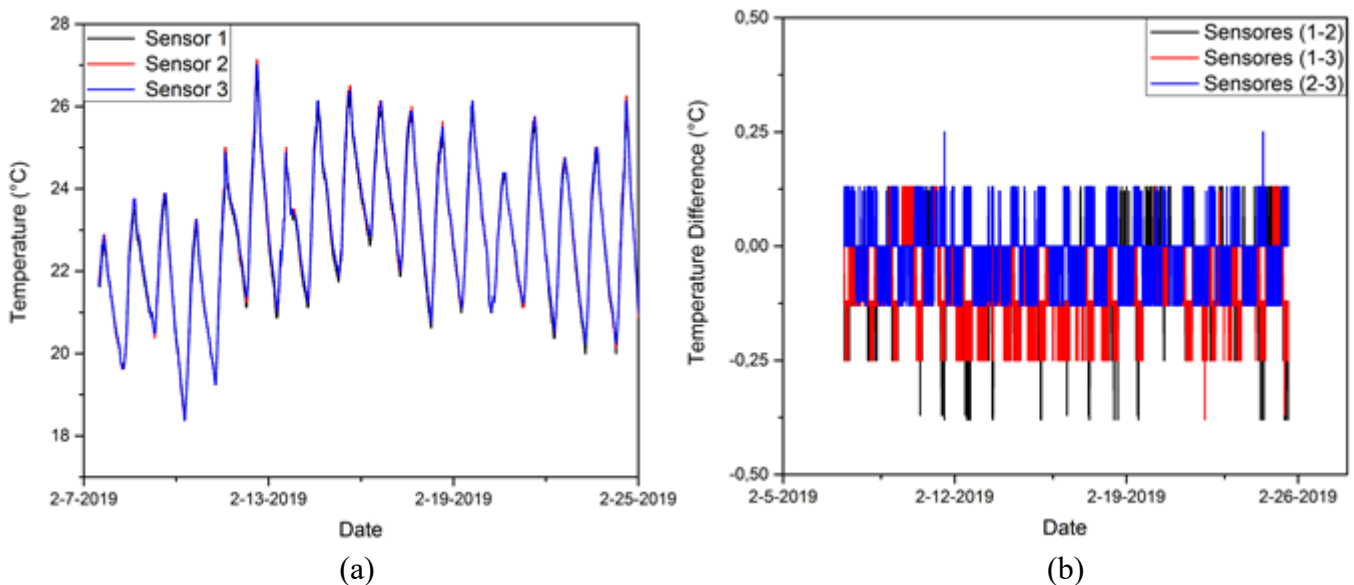 28
26
24
22
20
18
Temperature (°C)
Sensor 1
Sensor 2
Sensor 3
2-7-2019
2-13-2019
2-19-2019
2-25-2019
Date
(a)
0,50
0,25
0,00
-0,25
-0,50
Temperature Difference (°C)
Sensores (1-2)
Sensores (1-3)
Sensores (2-3)
2-5-2019
2-12-2019
2-19-2019
2-26-2019
Date
(b)